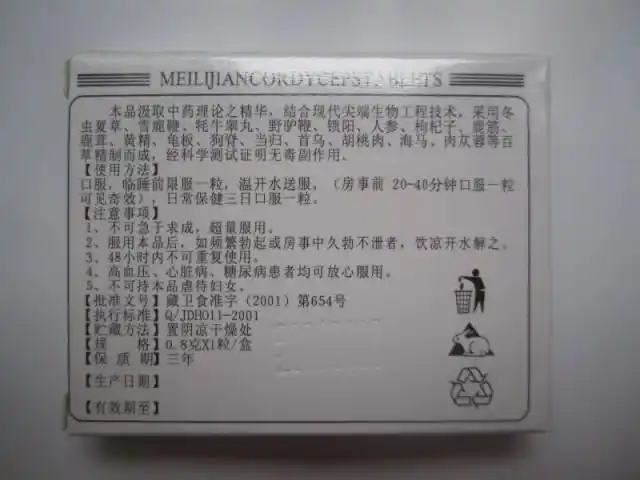 MEILIJIANCORDYCEPSTABLETS
本品汲取中药理论之精华，结合现代尖端生物工程技术，采用冬
虫夏草、雪鹿鞭、牦牛睾丸、野驴鞭、锁阳、人参、枸杞子、鹿筋、
鹿茸、黄精、龟板、狗脊、当归、首乌、胡桃肉、海马、肉苁蓉等百
草精制而成，经科学测试证明无毒副作用。
【使用方法】
口服，临睡前限服一粒，温开水送服，（房事前 20-40分钟口服一粒
可见奇效），日常保健三日口服一粒。
【注意事项】
1、不可急于求成，超量服用。
2、服用本品后，如频繁勃起或房事中久勃不泄者，饮凉开水解之。
3、48小时内不可重复使用。
4、高血压、心脏病、糖尿病患者均可放心服用。
5、不可持本品虐待妇女。
【批准文号】藏卫食准字（2001）第654号
【执行标准】Q/JDH011-2001
【贮藏方法】置阴凉干燥处
【规 格】0.8克X1粒/盒
【保 质 期】三年
【生产日期】
【有效期至】